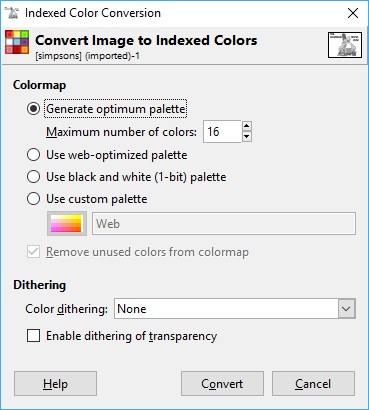 Indexed Color Conversion
Convert Image to Indexed Colors
[simpsons] (imported)-1
Colormap
Generate optimum palette
Maximum number of colors: 16
Use web-optimized palette
Use black and white (1-bit) palette
Use custom palette
Web
Remove unused colors from colormap
Dithering
Color dithering: None
Enable dithering of transparency
Help Convert Cancel